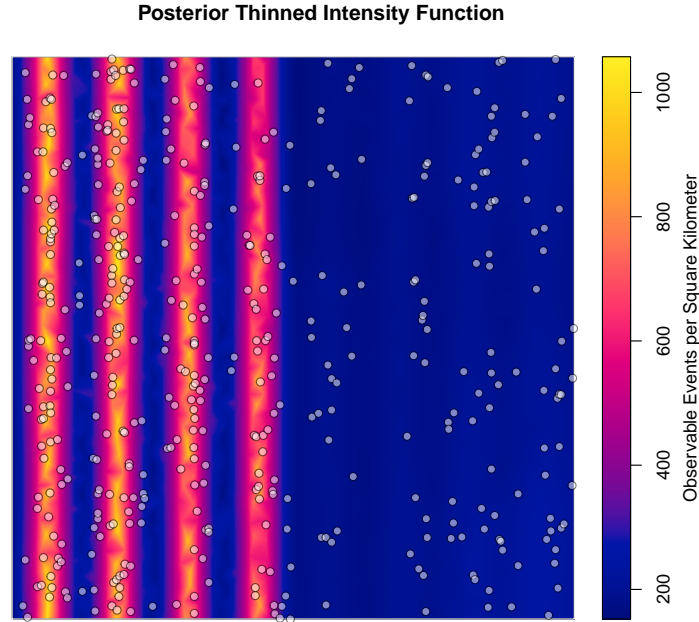 Posterior Thinned Intensity Function
1000
800
600
400
200
Observable Events per Square Kilometer